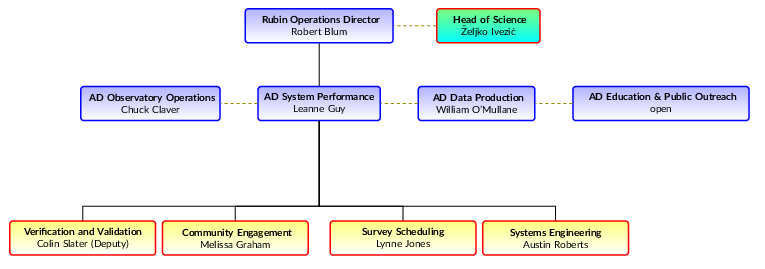 Rubin Operations Director
Robert Blum
Head of Science
Željko Ivezić
AD Observatory Operations
Chuck Claver
AD System Performance
Leanne Guy
AD Data Production
William O'Mullane
AD Education & Public Outreach
open
Verification and Validation
Colin Slater (Deputy)
Community Engagement
Melissa Graham
Survey Scheduling
Lynne Jones
Systems Engineering
Austin Roberts